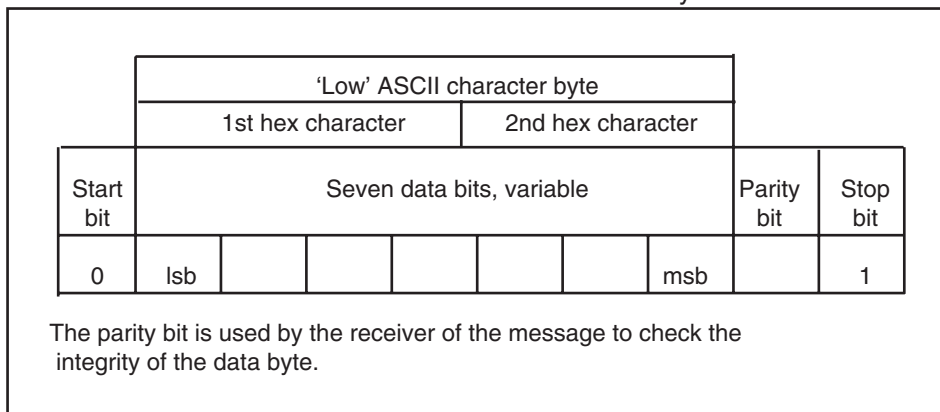 ‘Low’ ASCII character byte
1st hex character 2nd hex character
Start bit Seven data bits, variable Parity bit Stop bit
0 lsb msb 1
The parity bit is used by the receiver of the message to check the
integrity of the data byte.